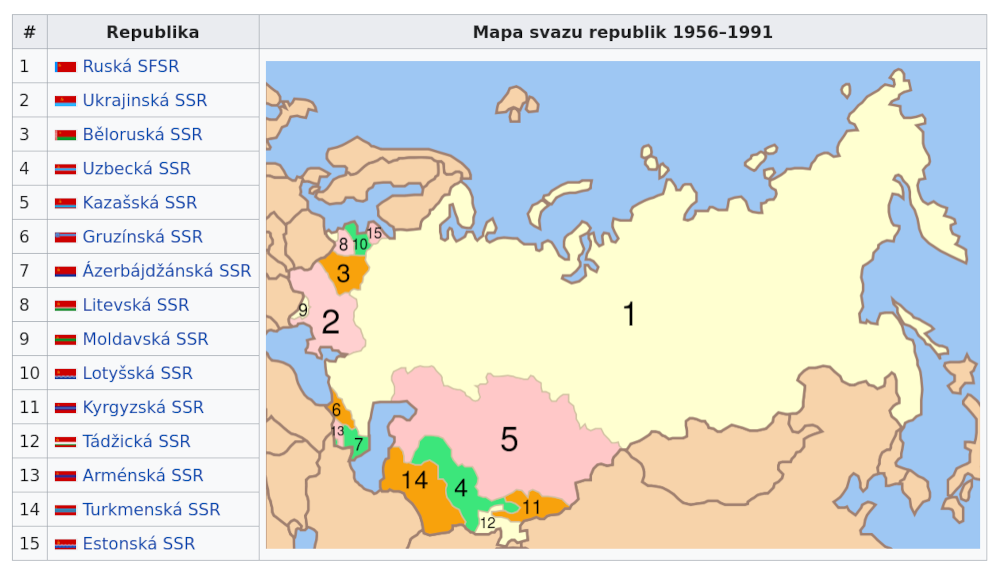 # Republika Mapa svazu republik 1956–1991
1 Ruská SFSR
2 Ukrajinská SSR
3 Běloruská SSR
4 Uzbecká SSR
5 Kazašská SSR
6 Gruzínská SSR
7 Ázerbájdžánská SSR
8 Litevská SSR
9 Moldavská SSR
10 Lotyšská SSR
11 Kyrgyzská SSR
12 Tádžická SSR
13 Arménská SSR
14 Turkmenská SSR
15 Estonská SSR
15
8 10
3
9
2
1
6
13
7
5
14
4
11
12